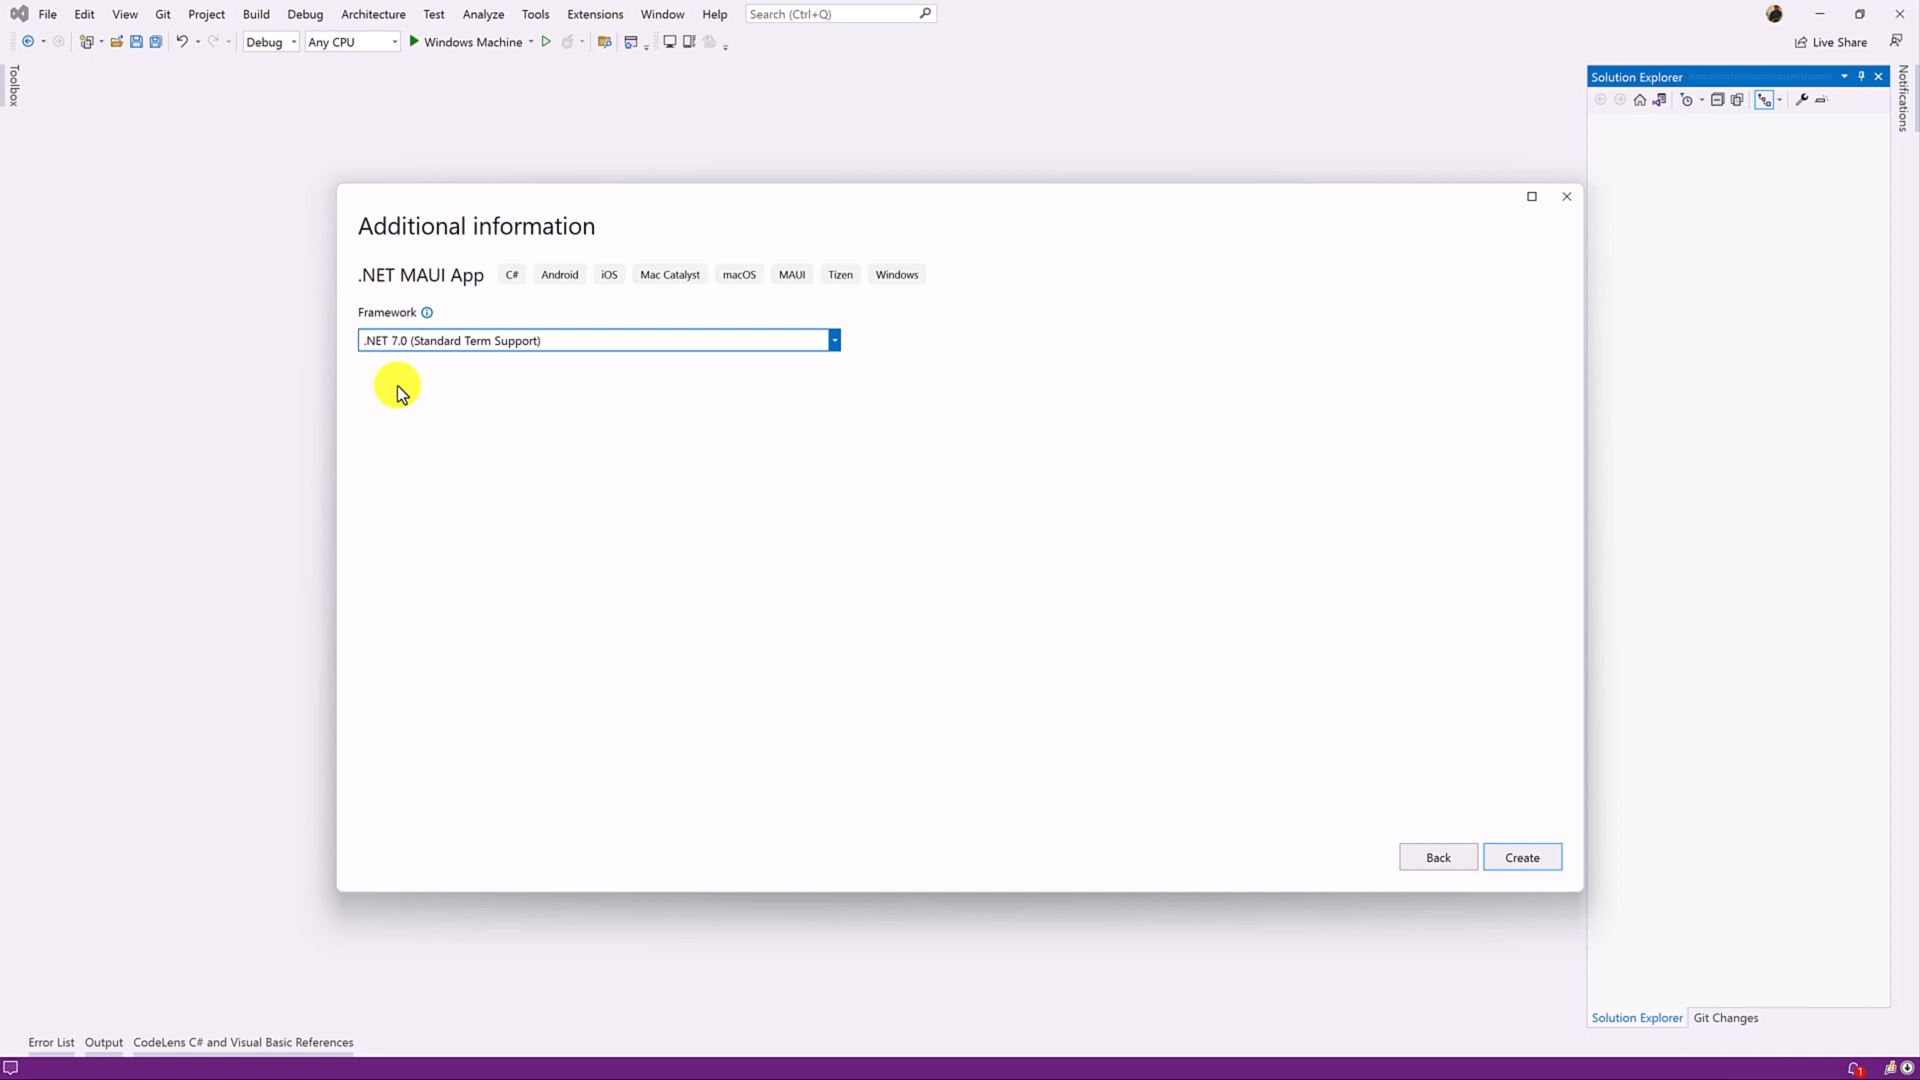 File Edit View Git Project Build Debug Architecture Test Analyze Tools Extensions Window Help Search (Ctrl+Q)
Debug Any CPU Windows Machine Live Share
Toolbox
Solution Explorer
Notifications
Additional information
.NET MAUI App C# Android iOS Mac Catalyst macOS MAUI Tizen Windows
Framework
.NET 7.0 (Standard Term Support)
Back Create
Solution Explorer Git Changes
Error List Output CodeLens C# and Visual Basic References
1